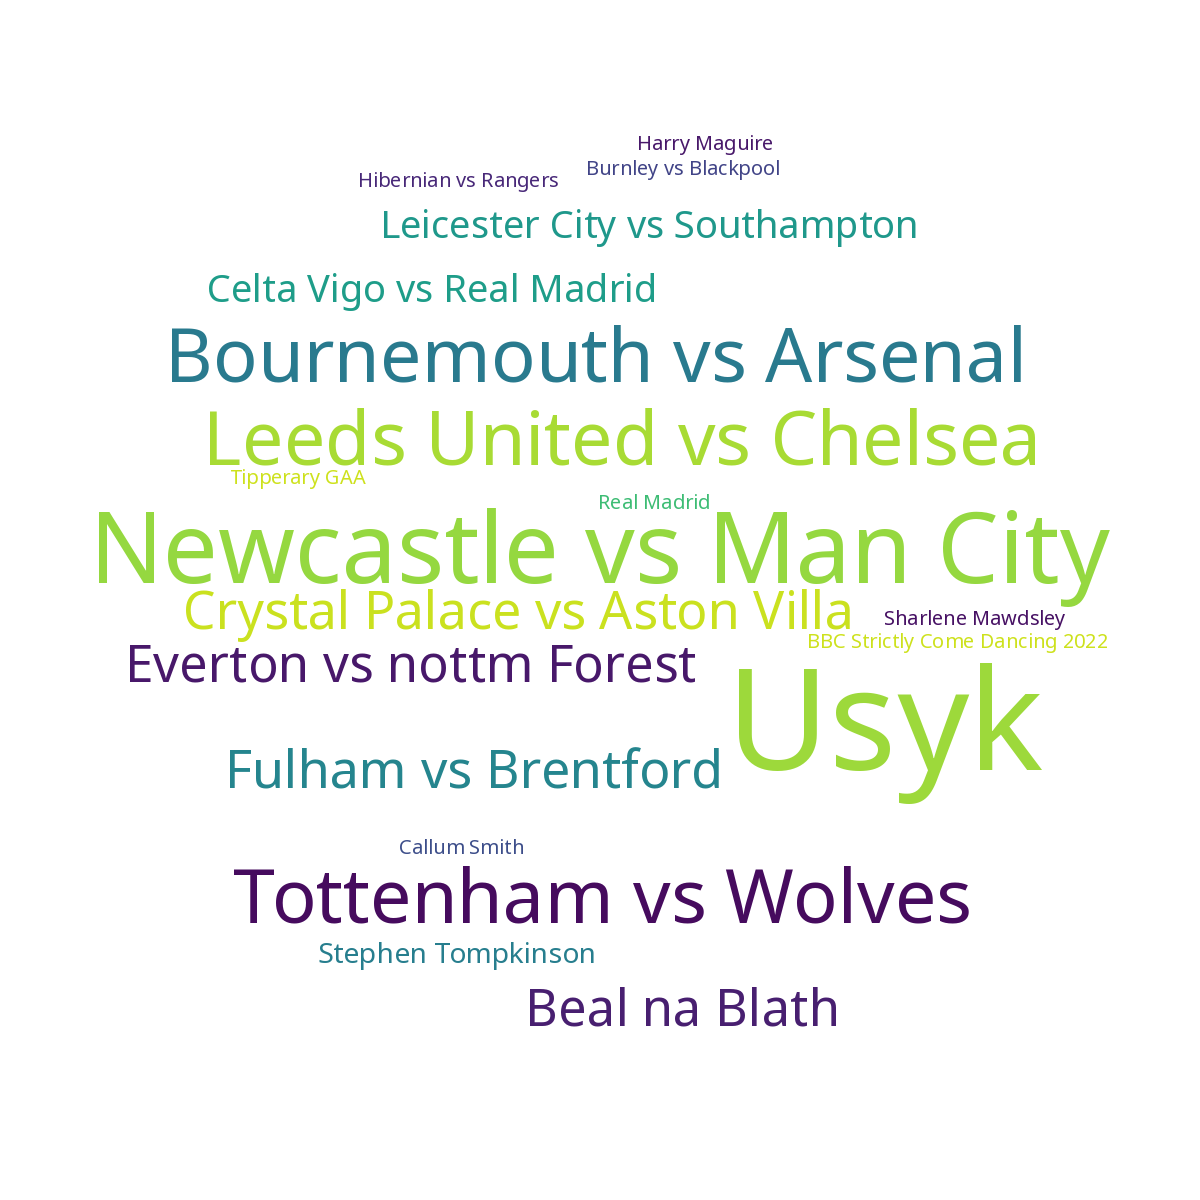 Harry Maguire
Burnley vs Blackpool
Hibernian vs Rangers
Leicester City vs Southampton
Celta Vigo vs Real Madrid
Bournemouth vs Arsenal
Leeds United vs Chelsea
Tipperary GAA
Real Madrid
Newcastle vs Man City
Crystal Palace vs Aston Villa
Sharlene Mawdsley
BBC Strictly Come Dancing 2022
Everton vs nottm Forest
Usyk
Fulham vs Brentford
Callum Smith
Tottenham vs Wolves
Stephen Tompkinson
Beal na Blath